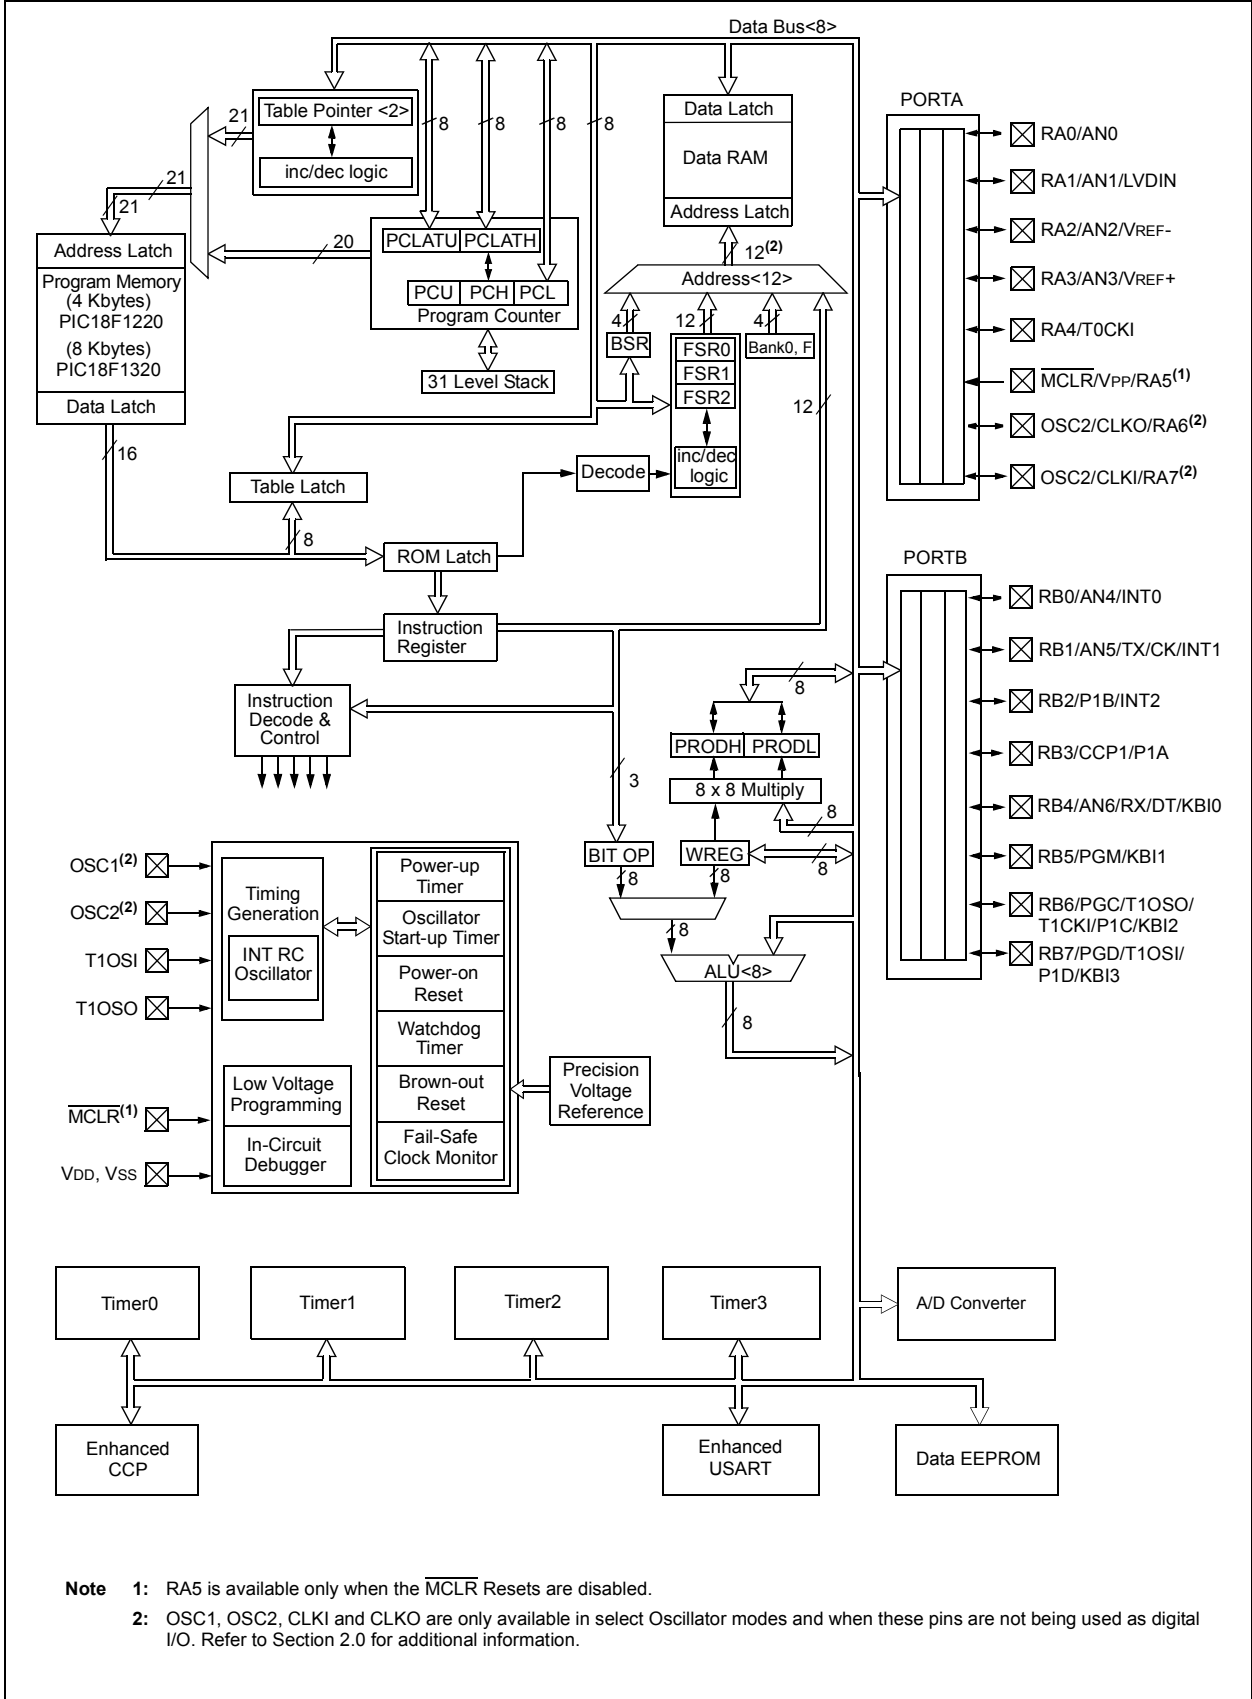 Data Bus<8>
Table Pointer <2>
inc/dec logic
21
21
21
20
8
8
8
8
Data Latch
Data RAM
Address Latch
12(2)
Address<12>
PORTA
RA0/AN0
RA1/AN1/LVDIN
RA2/AN2/VREF-
RA3/AN3/VREF+
RA4/T0CKI
MCLR/VPP/RA5(1)
OSC2/CLKO/RA6(2)
OSC2/CLKI/RA7(2)
Address Latch
Program Memory
(4 Kbytes)
PIC18F1220
(8 Kbytes)
PIC18F1320
Data Latch
16
PCLATU PCLATH
PCU PCH PCL
Program Counter
31 Level Stack
4
12
4
BSR
FSR0
FSR1
FSR2
Bank0, F
inc/dec
logic
12
Table Latch
8
Decode
ROM Latch
Instruction
Register
Instruction
Decode &
Control
PORTB
RB0/AN4/INT0
RB1/AN5/TX/CK/INT1
RB2/P1B/INT2
RB3/CCP1/P1A
RB4/AN6/RX/DT/KBI0
RB5/PGM/KBI1
RB6/PGC/T1OSO/
T1CKI/P1C/KBI2
RB7/PGD/T1OSI/
P1D/KBI3
8
PRODH PRODL
8 x 8 Multiply
3
8
BIT OP
WREG
8
8
8
8
ALU<8>
8
OSC1(2)
OSC2(2)
T1OSI
T1OSO
MCLR(1)
VDD, VSS
Timing
Generation
INT RC
Oscillator
Low Voltage
Programming
In-Circuit
Debugger
Power-up
Timer
Oscillator
Start-up Timer
Power-on
Reset
Watchdog
Timer
Brown-out
Reset
Fail-Safe
Clock Monitor
Precision
Voltage
Reference
Timer0
Timer1
Timer2
Timer3
A/D Converter
Enhanced
CCP
Enhanced
USART
Data EEPROM
Note 1: RA5 is available only when the MCLR Resets are disabled.
2: OSC1, OSC2, CLKI and CLKO are only available in select Oscillator modes and when these pins are not being used as digital
I/O. Refer to Section 2.0 for additional information.